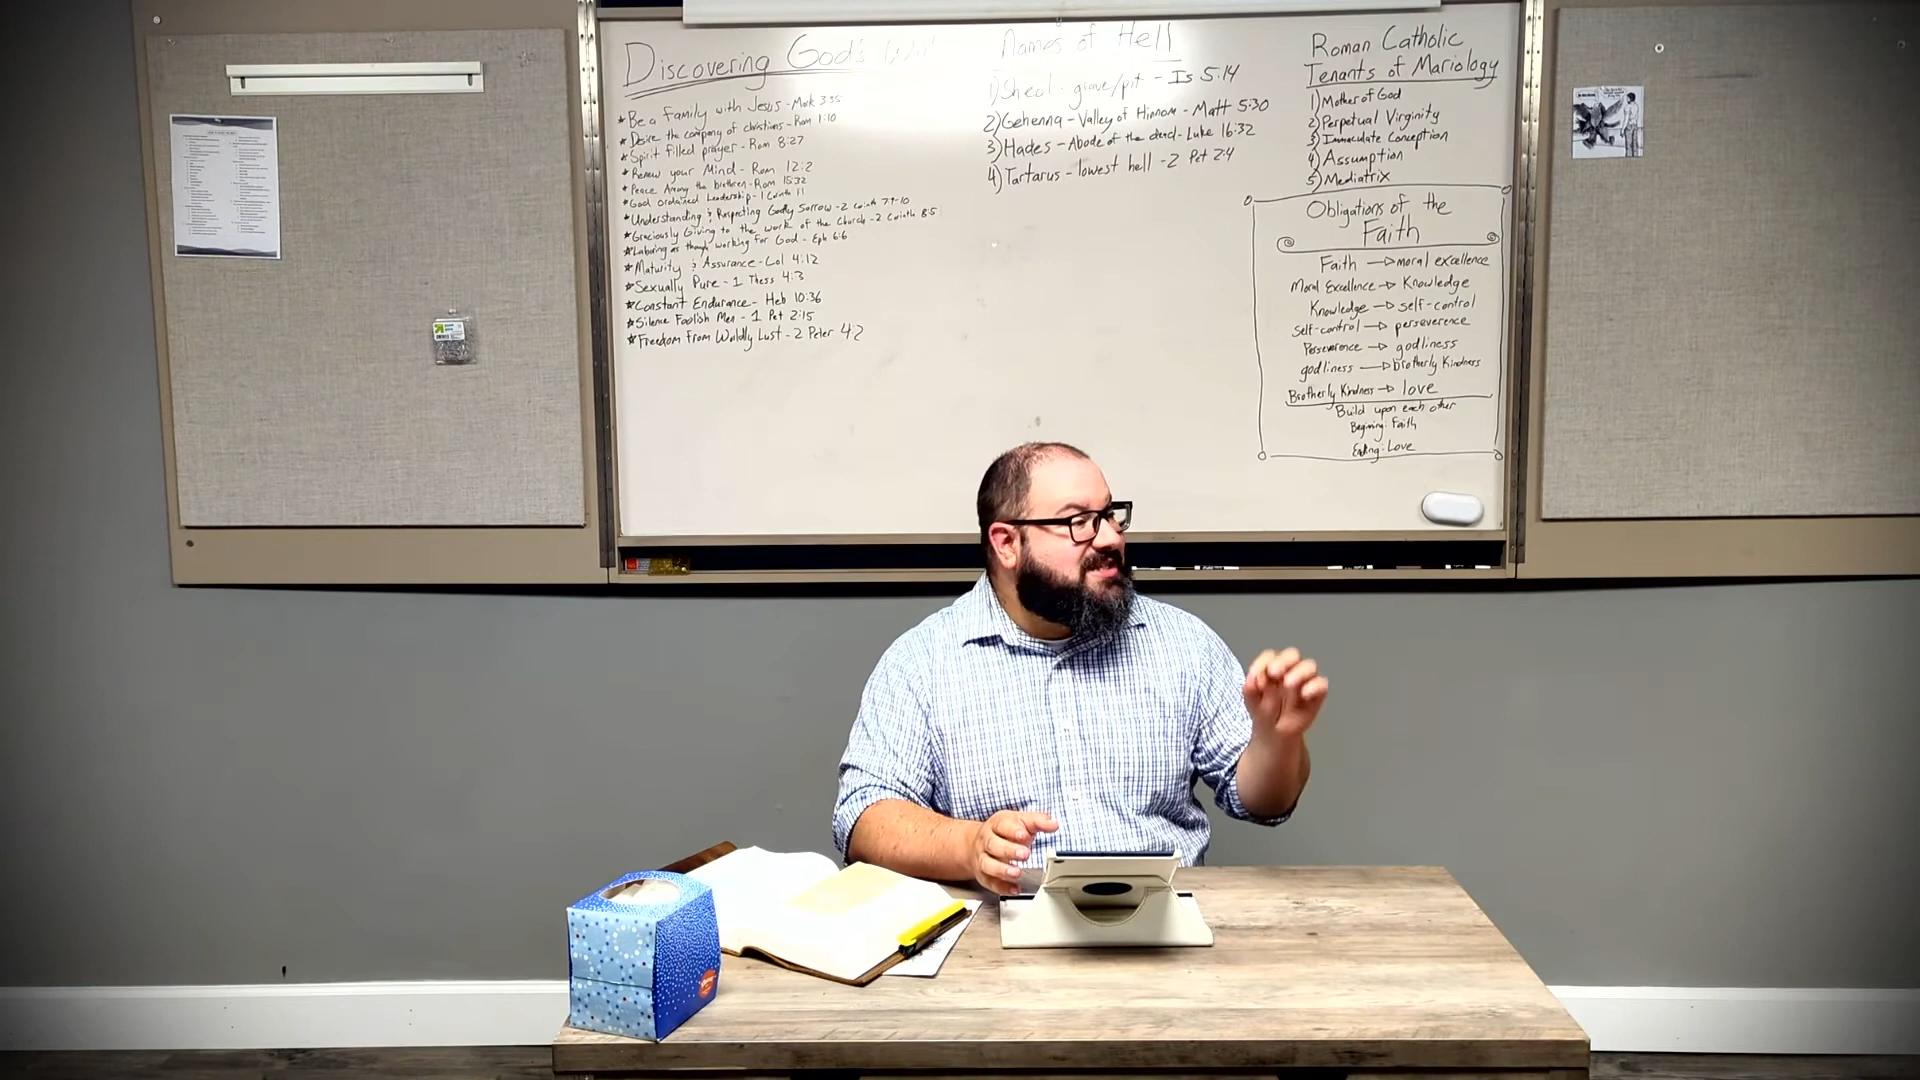 Discovering God's Will
★ Be a Family with Jesus - Mark 3:35
★ Desire the company of christians - Rom 1:10
★ Spirit filled prayer - Rom 8:27
★ Renew your Mind - Rom 12:2
★ Peace Among the brethren - Rom 15:32
★ God ordained Leadership - 1 Corinth 1:1
★ Understanding & Respecting Godly Sorrow - 2 Corinth 7:9-10
★ Graciously Giving to the work of the Church - 2 Corinth 8:5
★ Laboring as though working for God - Eph 6:6
★ Maturity & Assurance - Col 4:12
★ Sexually Pure - 1 Thess 4:3
★ Constant Endurance - Heb 10:36
★ Silence Foolish Men - 1 Pet 2:15
★ Freedom from Worldly Lust - 2 Peter 4:2
Names of Hell
1) Sheol - grave/pit - Is 5:14
2) Gehenna - Valley of Hinnom - Matt 5:30
3) Hades - Abode of the dead - Luke 16:32
4) Tartarus - lowest hell - 2 Pet 2:4
Roman Catholic
Tenants of Mariology
1) Mother of God
2) Perpetual Virginity
3) Immaculate Conception
4) Assumption
5) Mediatrix
Obligations of the
Faith
Faith → moral excellence
Moral Excellence → Knowledge
Knowledge → self-control
Self-control → perseverence
Perseverence → godliness
godliness → brotherly Kindness
Brotherly Kindness → love
Build upon each other
Begining: Faith
Ending: Love